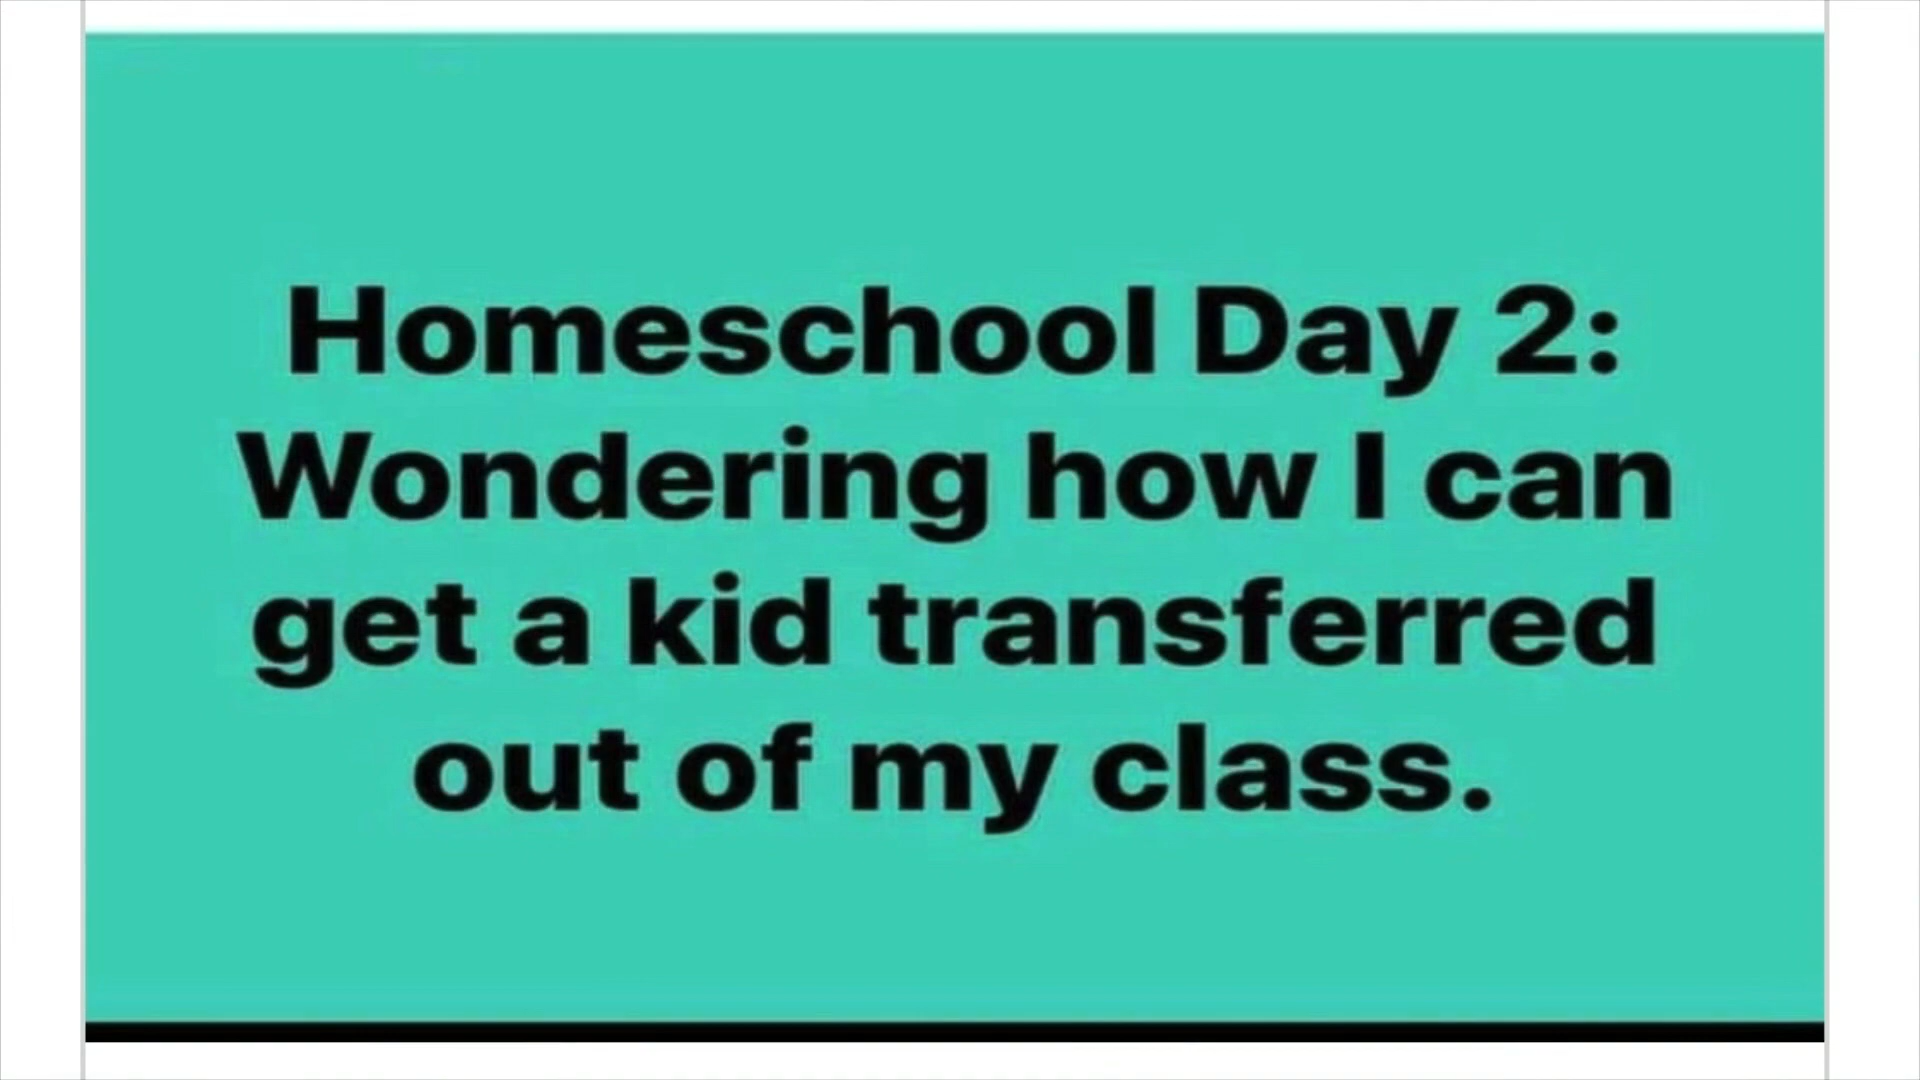 Homeschool Day 2:
Wondering how I can
get a kid transferred
out of my class.